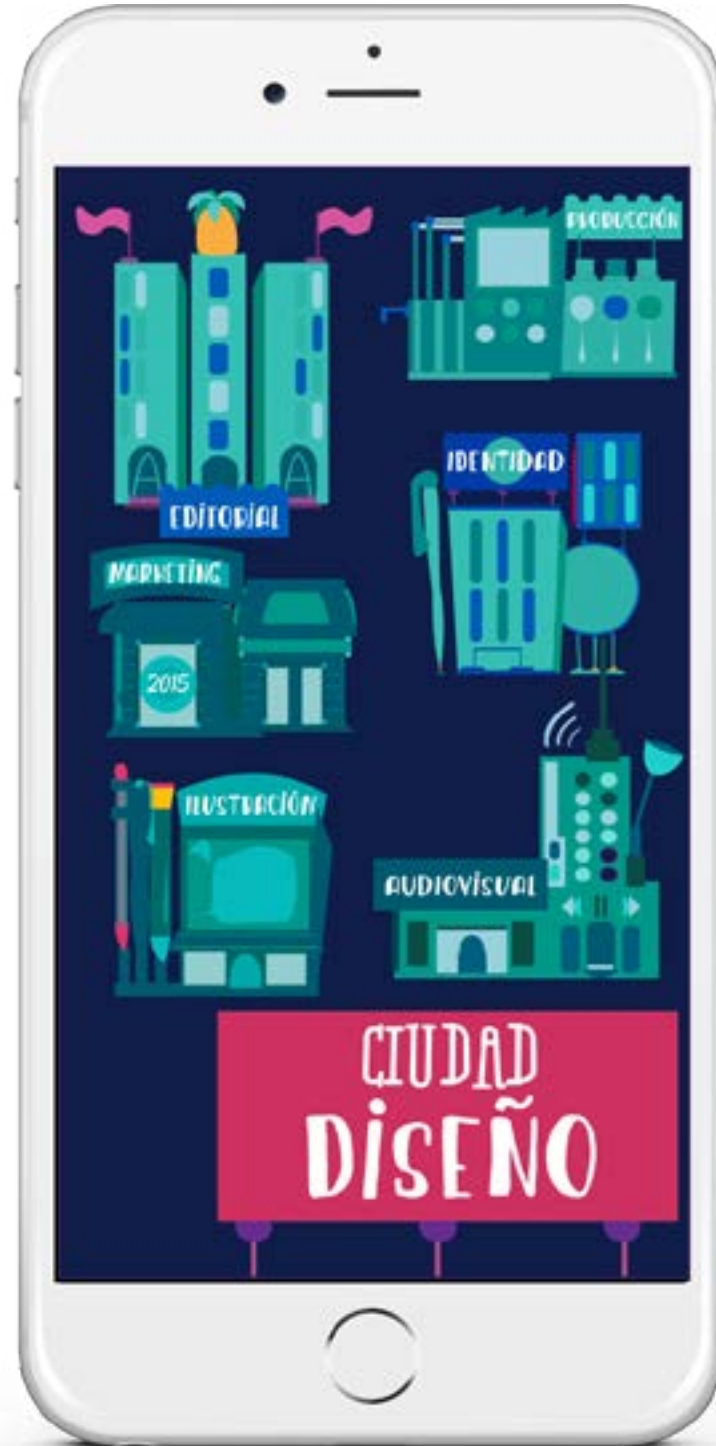 PRODUCCIÓN
IDENTIDAD
EDITORIAL
MARKETING
2015
ILUSTRACIÓN
AUDIOVISUAL
CIUDAD
DISEÑO